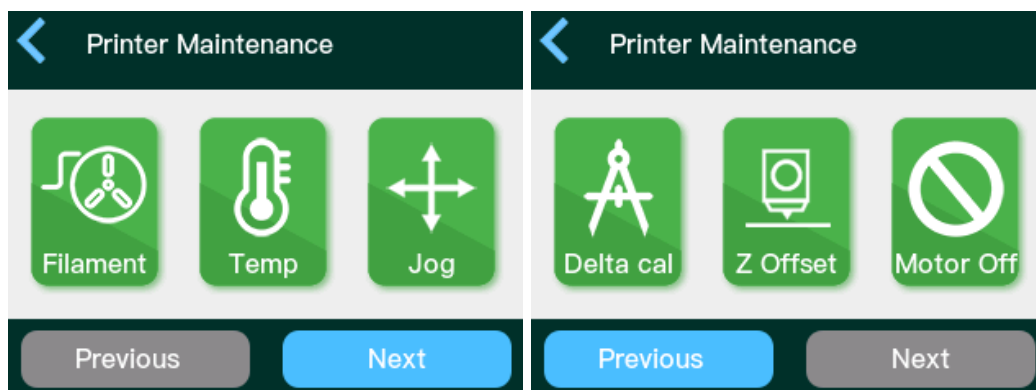 Printer Maintenance
Filament
Temp
Jog
Previous
Next
Printer Maintenance
Delta cal
Z Offset
Motor Off
Previous
Next